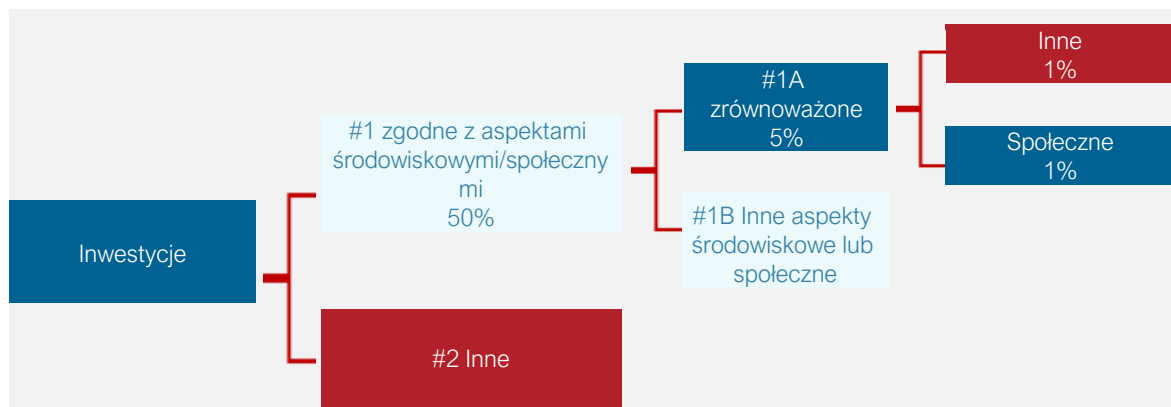 Inwestycje
#1 zgodne z aspektami
środowiskowymi/społeczny
mi
50%
#2 Inne
#1A
zrównoważone
5%
#1B Inne aspekty
środowiskowe lub
społeczne
Inne
1%
Społeczne
1%